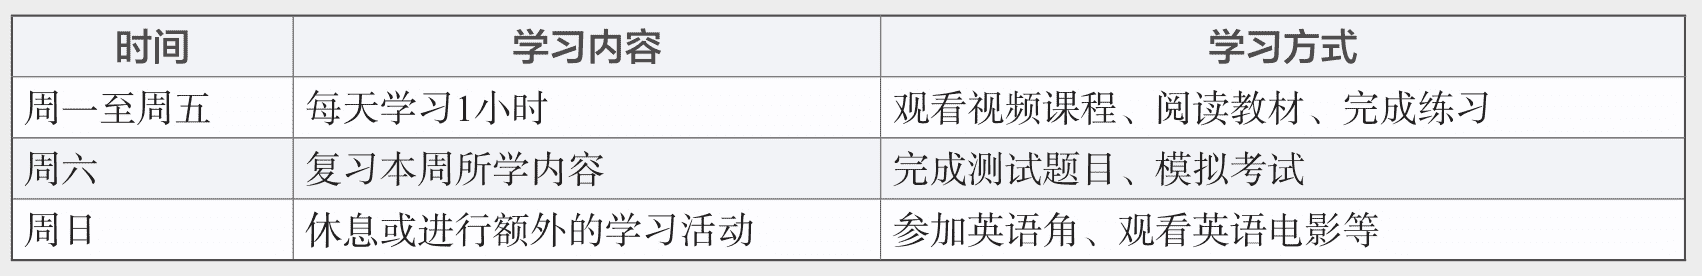 时间 学习内容 学习方式
周一至周五 每天学习1小时 观看视频课程、阅读教材、完成练习
周六 复习本周所学内容 完成测试题目、模拟考试
周日 休息或进行额外的学习活动 参加英语角、观看英语电影等